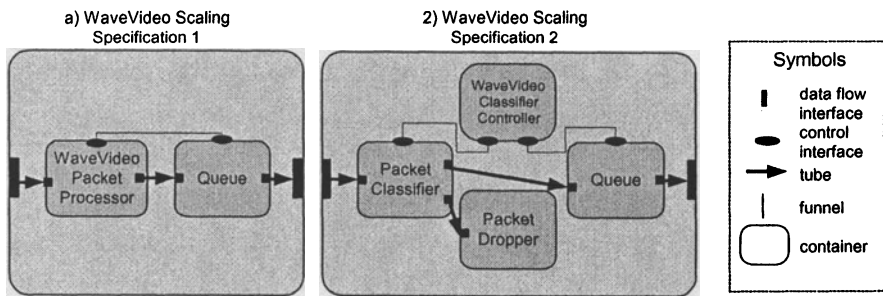 a) WaveVideo Scaling
Specification 1
WaveVideo
Packet
Processor
Queue
2) WaveVideo Scaling
Specification 2
WaveVideo
Classifier
Controller
Packet
Classifier
Queue
Packet
Dropper
Symbols
data flow
interface
control
interface
tube
funnel
container